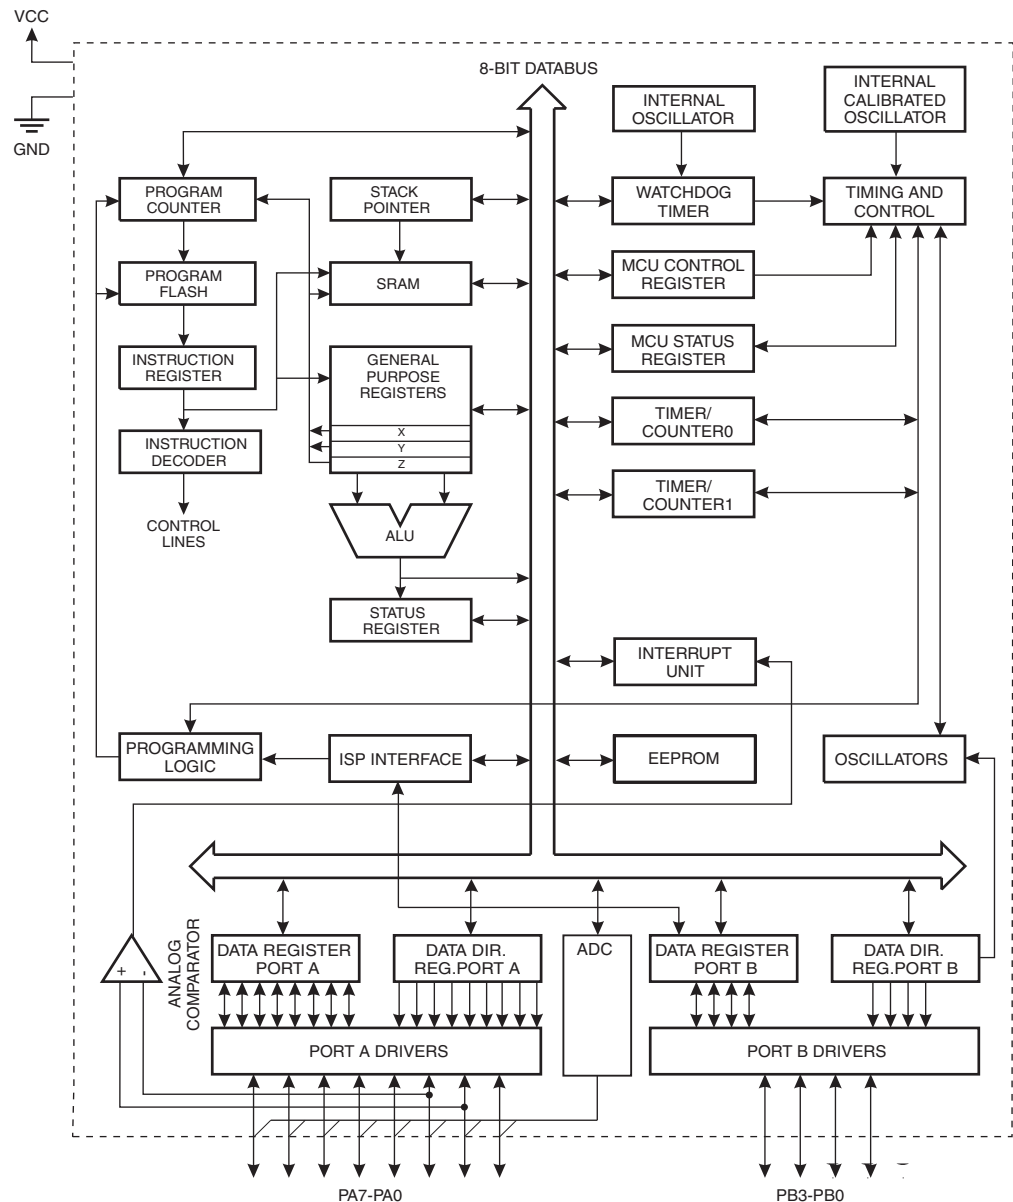 VCC
GND
8-BIT DATABUS
INTERNAL
OSCILLATOR
INTERNAL
CALIBRATED
OSCILLATOR
PROGRAM
COUNTER
STACK
POINTER
WATCHDOG
TIMER
TIMING AND
CONTROL
PROGRAM
FLASH
SRAM
MCU CONTROL
REGISTER
INSTRUCTION
REGISTER
GENERAL
PURPOSE
REGISTERS
X
Y
Z
MCU STATUS
REGISTER
INSTRUCTION
DECODER
TIMER/
COUNTER0
CONTROL
LINES
ALU
TIMER/
COUNTER1
STATUS
REGISTER
INTERRUPT
UNIT
PROGRAMMING
LOGIC
ISP INTERFACE
EEPROM
OSCILLATORS
+
-
ANALOG
COMPARATOR
DATA REGISTER
PORT A
DATA DIR.
REG.PORT A
ADC
DATA REGISTER
PORT B
DATA DIR.
REG.PORT B
PORT A DRIVERS
PORT B DRIVERS
PA7-PA0
PB3-PB0